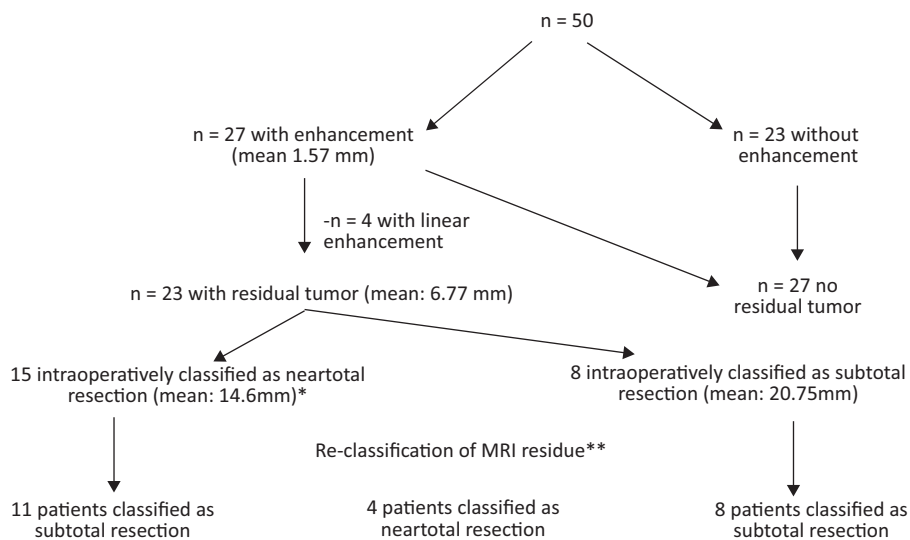 n = 50
n = 27 with enhancement
(mean 1.57 mm)
n = 23 without
enhancement
-n = 4 with linear
enhancement
n = 23 with residual tumor (mean: 6.77 mm)
n = 27 no
residual tumor
15 intraoperatively classified as neartotal
resection (mean: 14.6mm)*
8 intraoperatively classified as subtotal
resection (mean: 20.75mm)
Re-classification of MRI residue**
11 patients classified as
subtotal resection
4 patients classified as
neartotal resection
8 patients classified as
subtotal resection